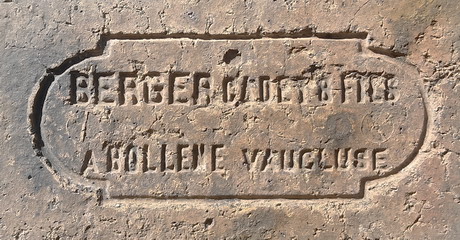 BERGER CADET & FILS
A BOLLENE VAUCLUSE